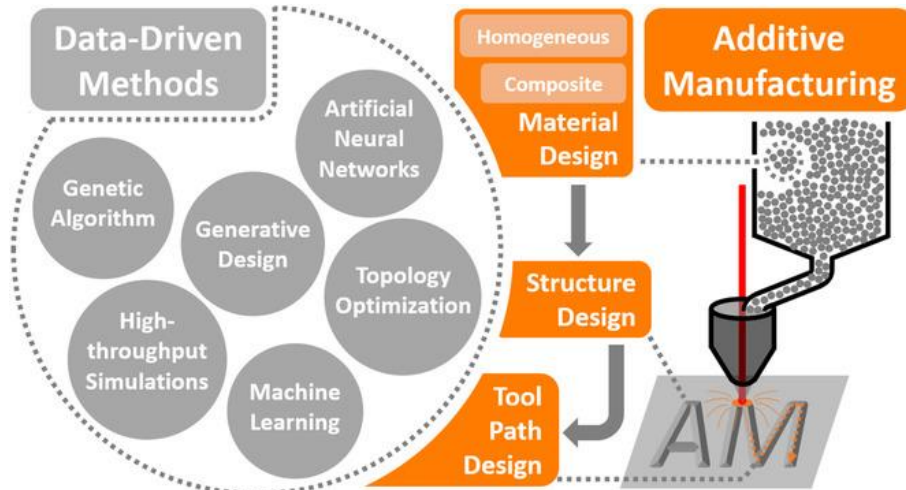 Data-Driven
Methods
Artificial
Neural
Networks
Genetic
Algorithm
Generative
Design
Topology
Optimization
High-
throughput
Simulations
Machine
Learning
Homogeneous
Composite
Material
Design
Structure
Design
Tool
Path
Design
Additive
Manufacturing
AM